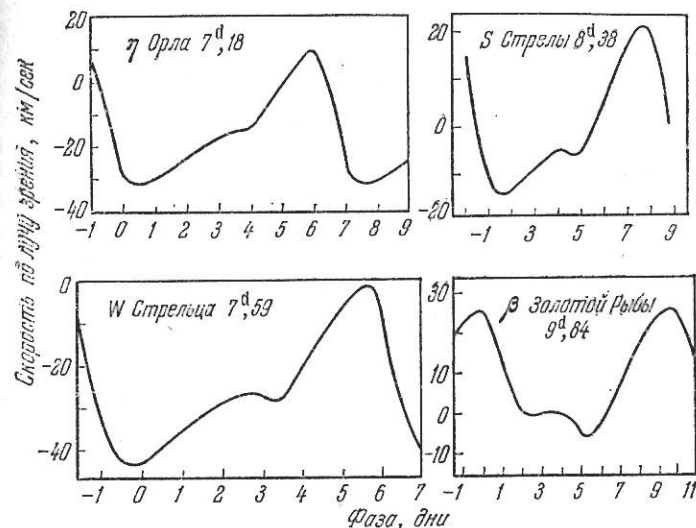 Скорость по лучу зрения, км/сек
η Орла 7ᵈ,18
20
0
-20
-40
-1 0 1 2 3 4 5 6 7 8 9
S Стрелы 8ᵈ,38
20
0
-20
-1 1 3 5 7 9
W Стрельца 7ᵈ,59
0
-20
-40
-1 0 1 2 3 4 5 6 7
β Золотой Рыбы
9ᵈ,84
30
10
0
-10
-1 1 3 5 7 9 11
Фаза, дни